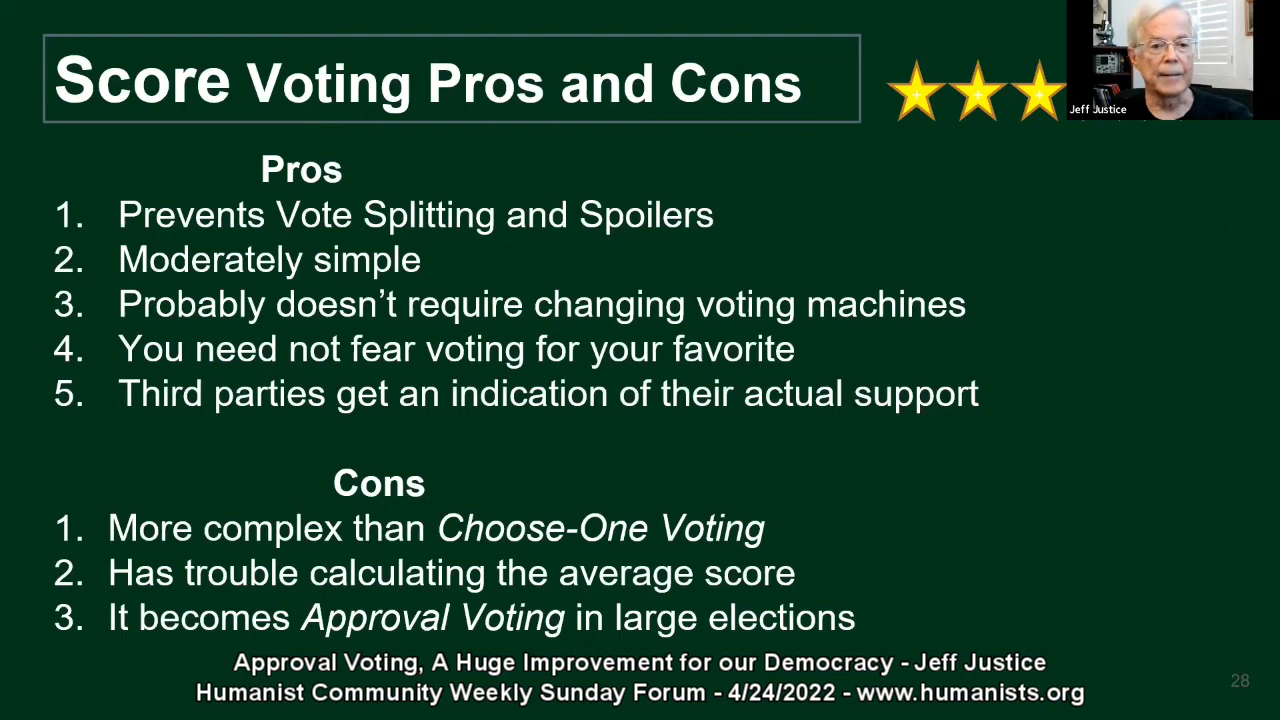 Score Voting Pros and Cons
Jeff Justice
Pros
1. Prevents Vote Splitting and Spoilers
2. Moderately simple
3. Probably doesn’t require changing voting machines
4. You need not fear voting for your favorite
5. Third parties get an indication of their actual support
Cons
1. More complex than Choose-One Voting
2. Has trouble calculating the average score
3. It becomes Approval Voting in large elections
Approval Voting, A Huge Improvement for our Democracy - Jeff Justice
Humanist Community Weekly Sunday Forum - 4/24/2022 - www.humanists.org
28